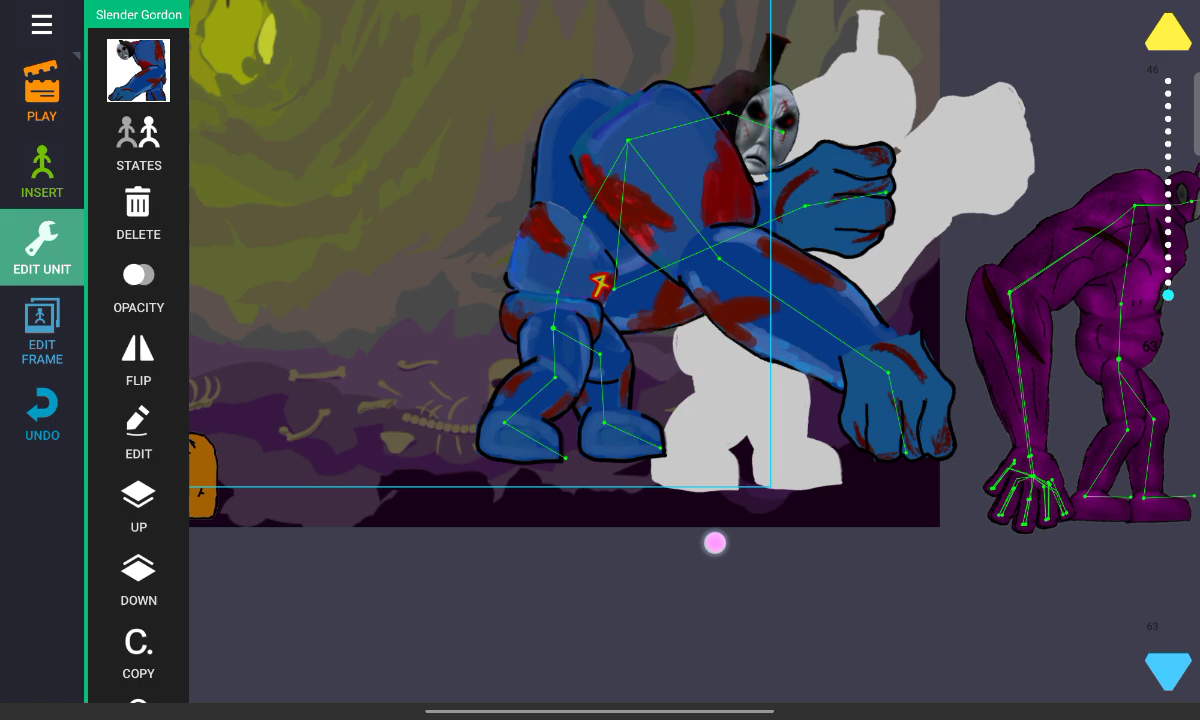 Slender Gordon
PLAY
INSERT
EDIT UNIT
EDIT
FRAME
UNDO
STATES
DELETE
OPACITY
FLIP
EDIT
UP
DOWN
C.
COPY
4
46
63
63